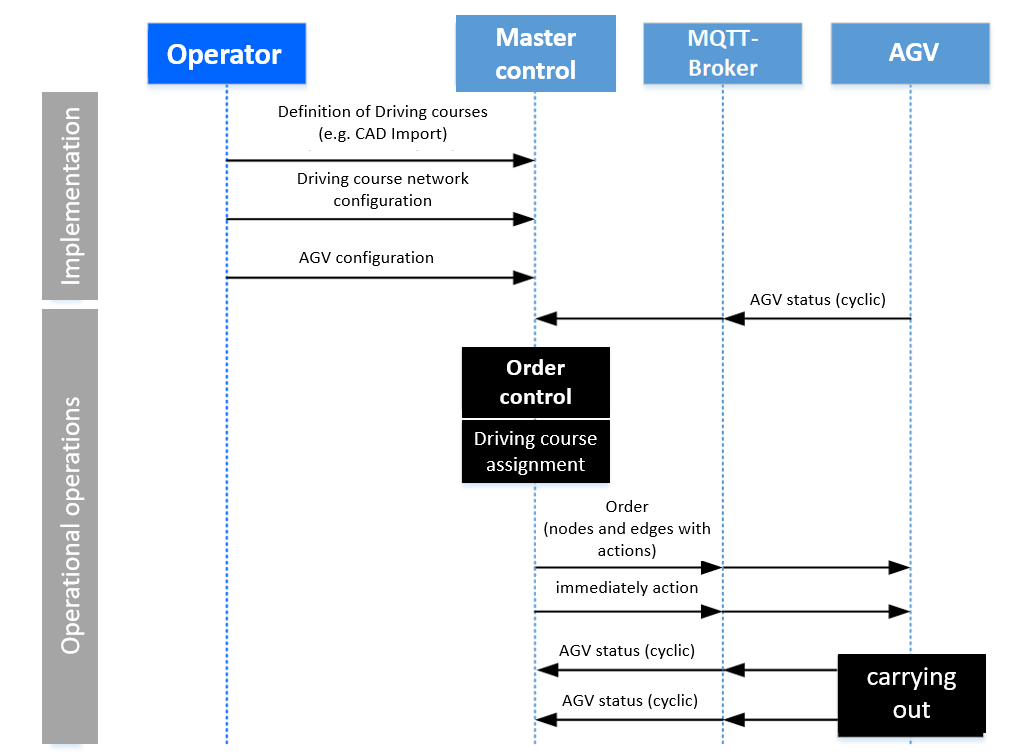 Operator
Master
control
MQTT-
Broker
AGV
Implementation
Definition of Driving courses
(e.g. CAD Import)
Driving course network
configuration
AGV configuration
AGV status (cyclic)
Operational operations
Order
control
Driving course
assignment
Order
(nodes and edges with
actions)
immediately action
AGV status (cyclic)
AGV status (cyclic)
carrying
out